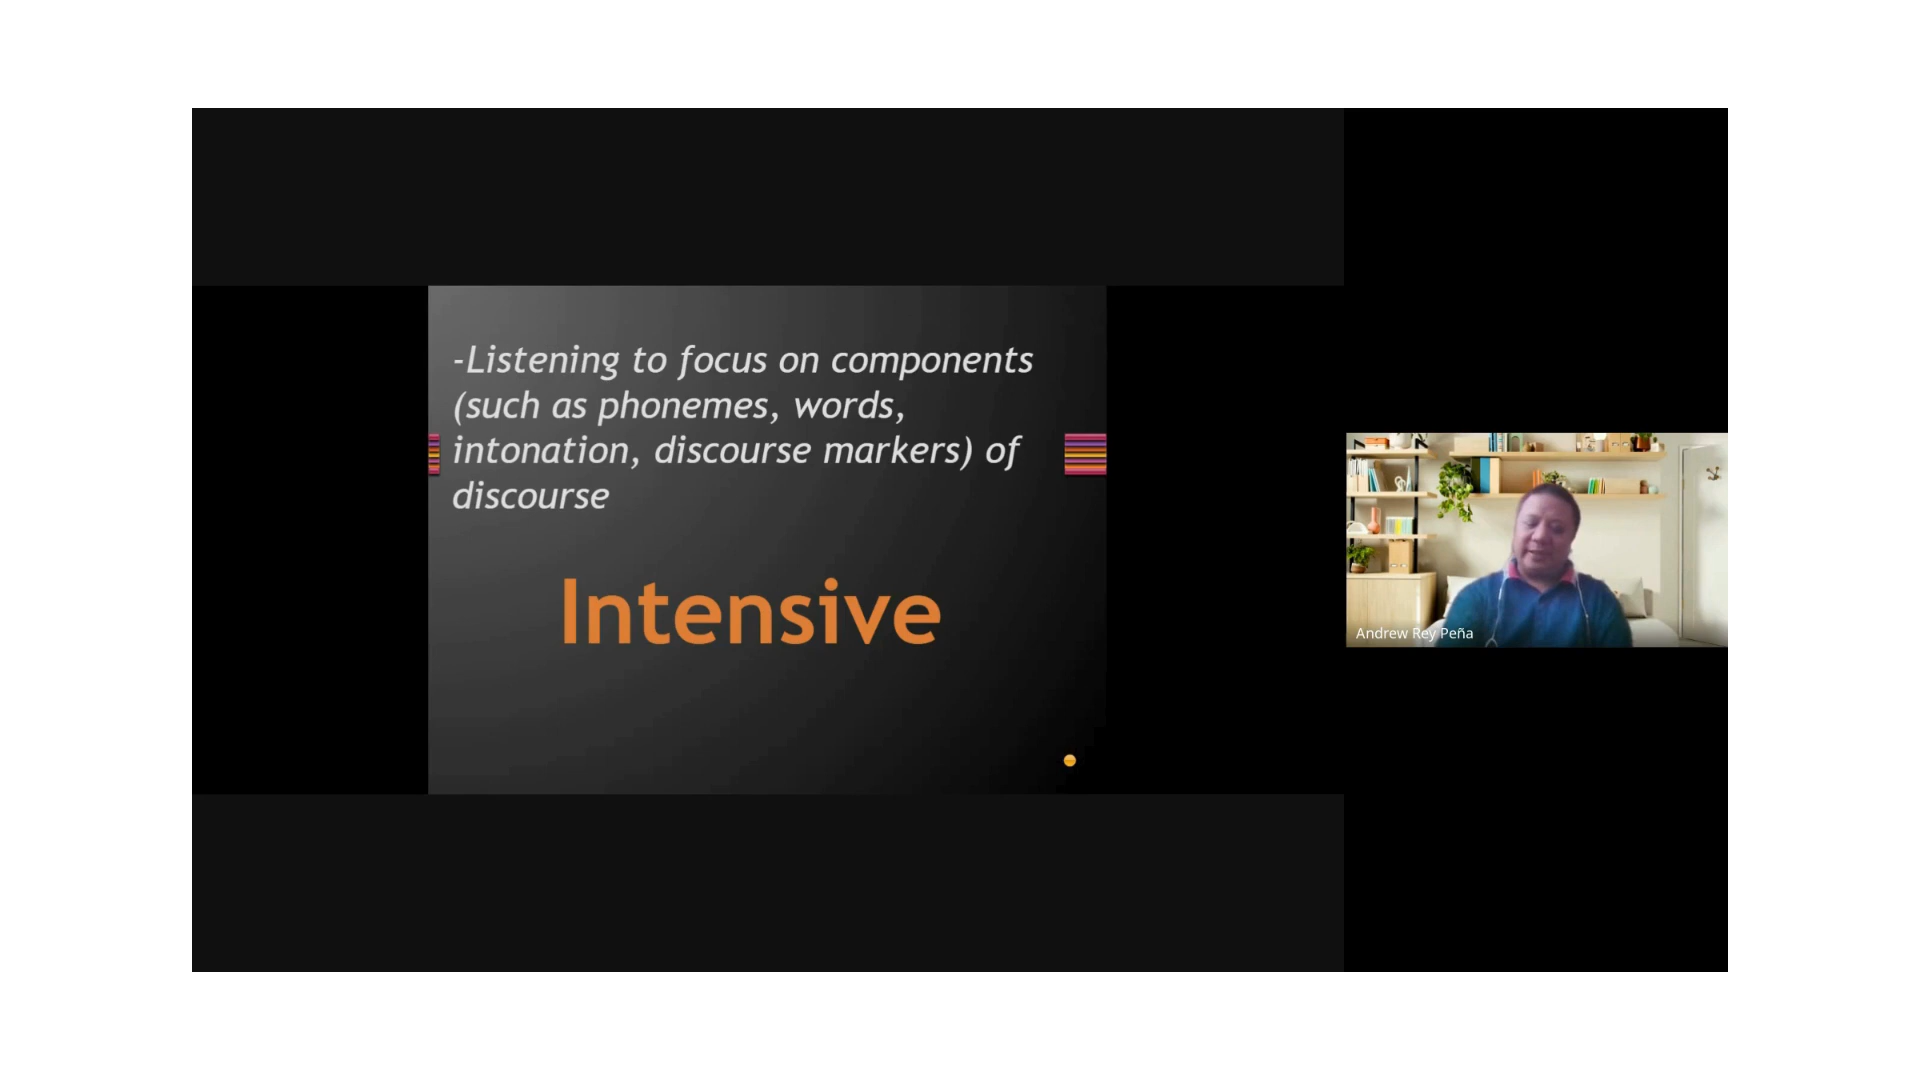 -Listening to focus on components
(such as phonemes, words,
intonation, discourse markers) of
discourse
Intensive
Andrew Rey Peña